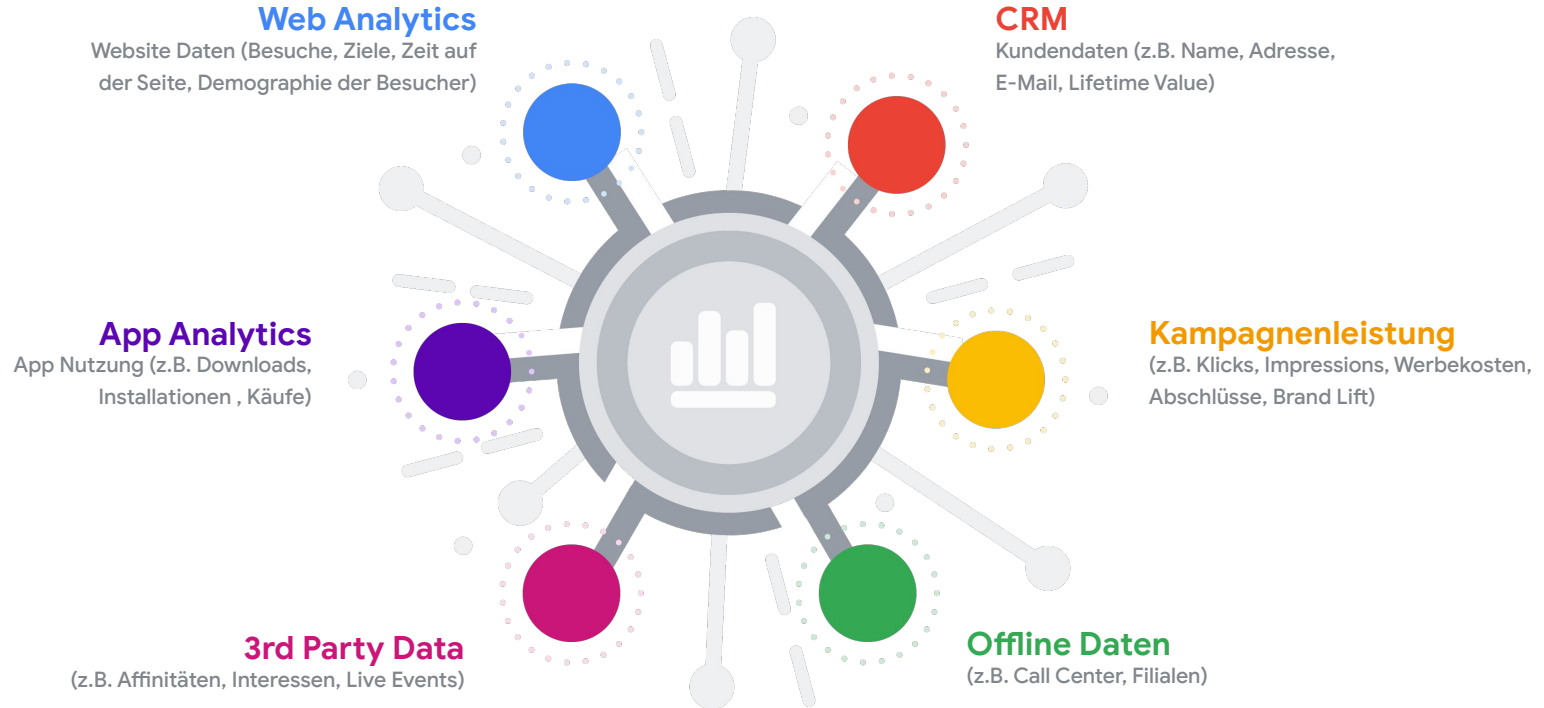 Web Analytics
Website Daten (Besuche, Ziele, Zeit auf
der Seite, Demographie der Besucher)
CRM
Kundendaten (z.B. Name, Adresse,
E-Mail, Lifetime Value)
App Analytics
App Nutzung (z.B. Downloads,
Installationen , Käufe)
Kampagnenleistung
(z.B. Klicks, Impressions, Werbekosten,
Abschlüsse, Brand Lift)
3rd Party Data
(z.B. Affinitäten, Interessen, Live Events)
Offline Daten
(z.B. Call Center, Filialen)